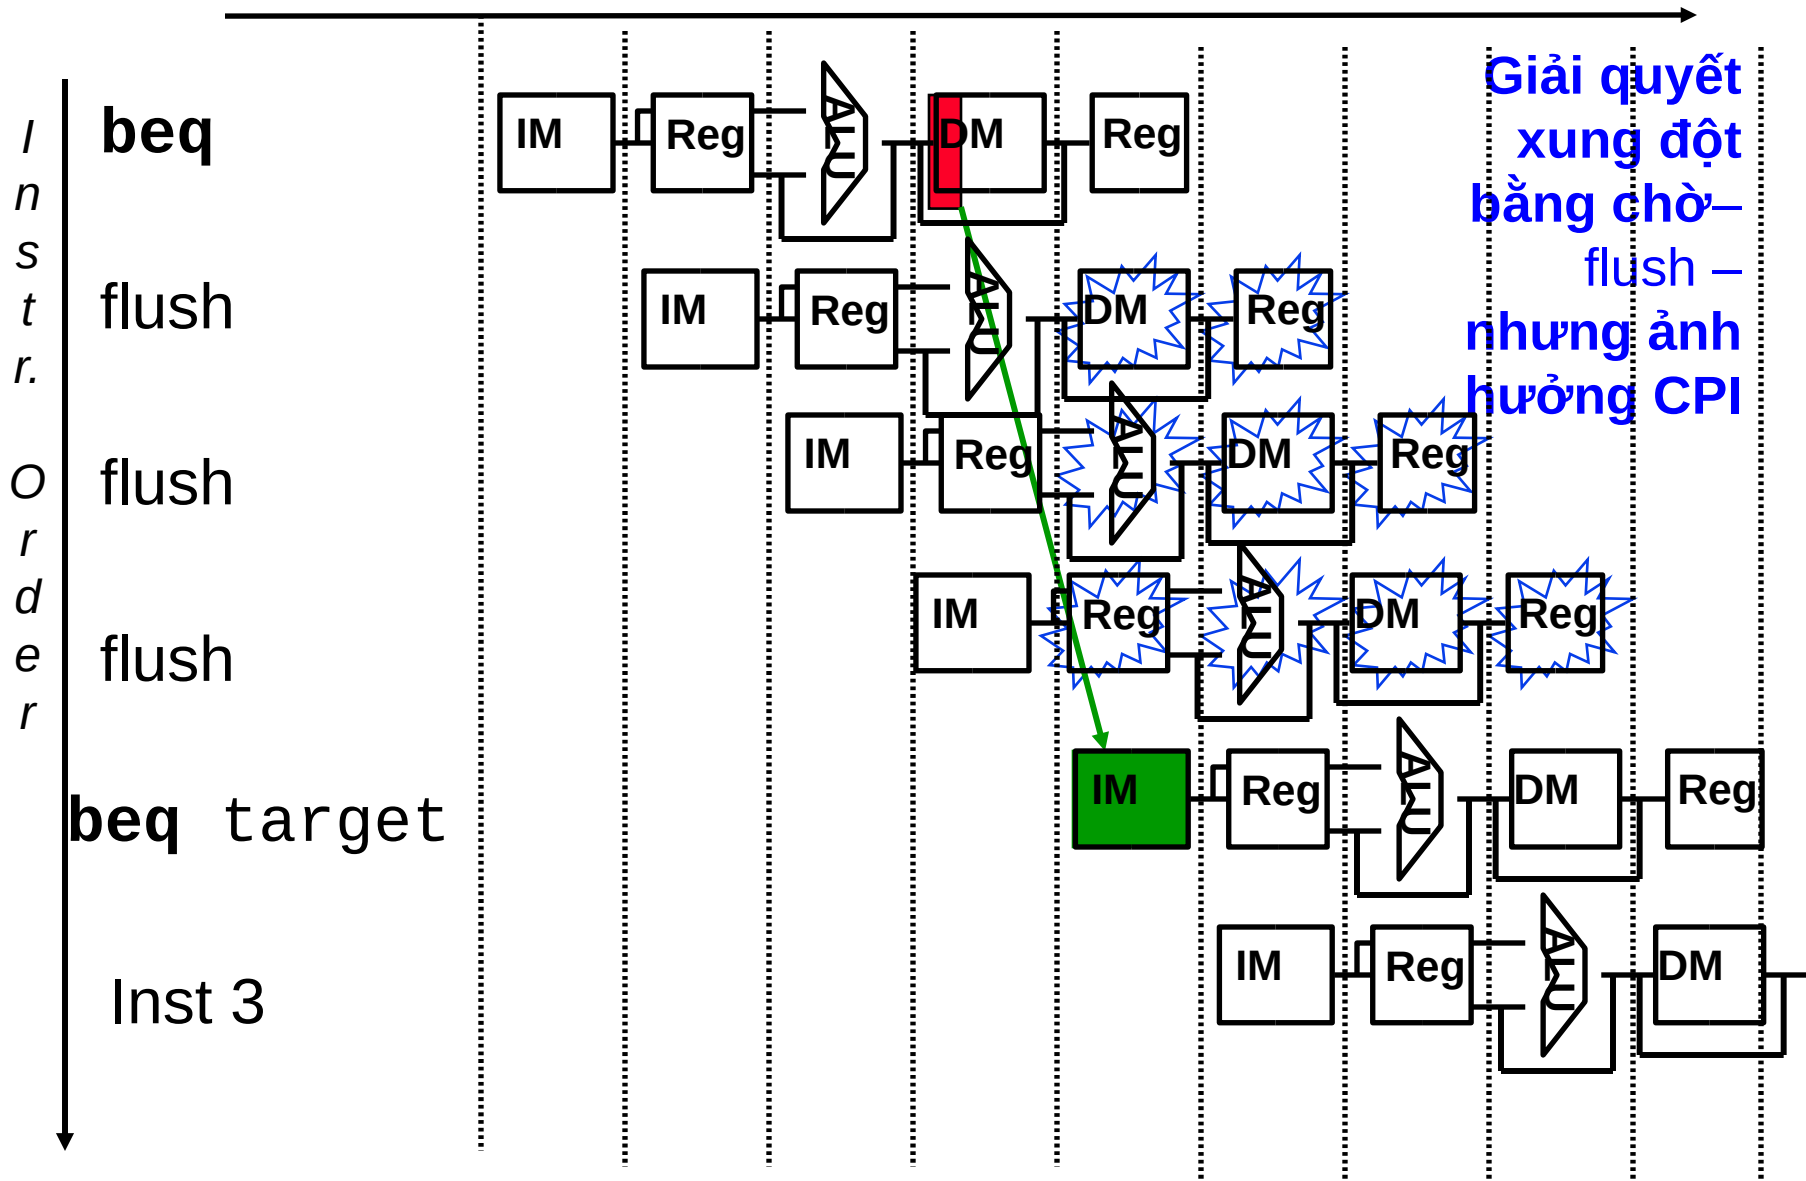 Giải quyết
xung đột
bằng chờ–
flush –
nhưng ảnh
hưởng CPI
Instr. Order
beq
IM Reg ALU DM Reg
flush
IM Reg ALU DM Reg
flush
IM Reg ALU DM Reg
flush
IM Reg ALU DM Reg
beq target
IM Reg ALU DM Reg
Inst 3
IM Reg ALU DM